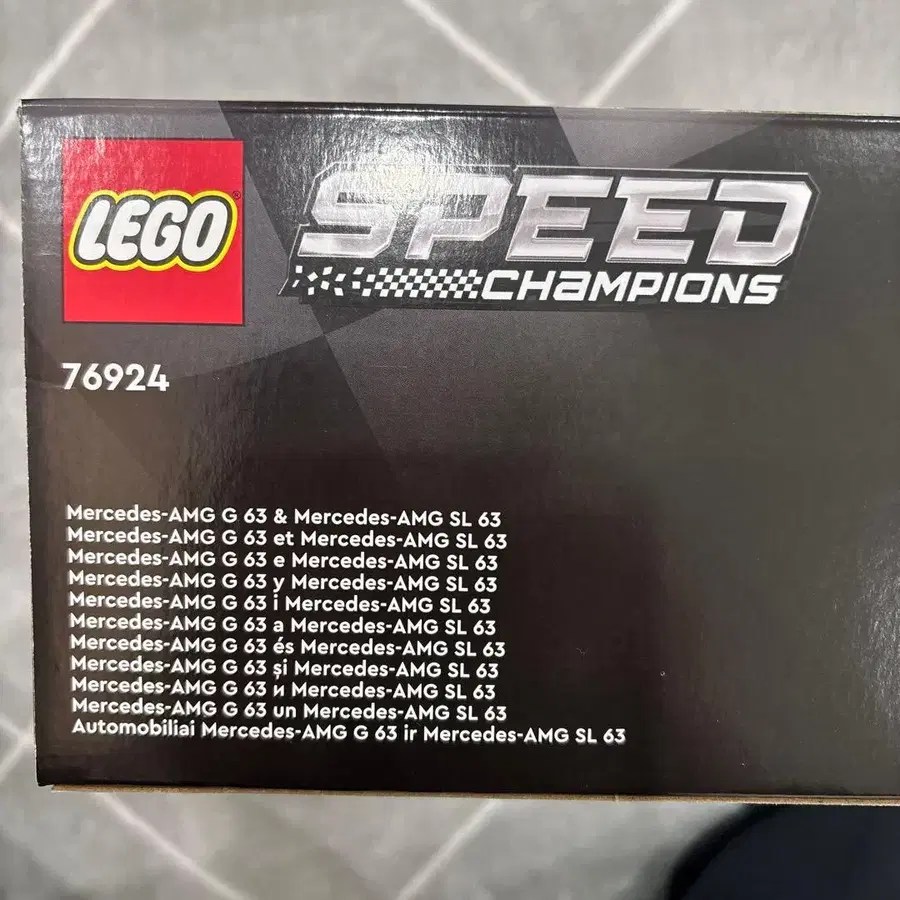 LEGO®
SPEED
CHAMPIONS
76924
Mercedes-AMG G 63 & Mercedes-AMG SL 63
Mercedes-AMG G 63 et Mercedes-AMG SL 63
Mercedes-AMG G 63 e Mercedes-AMG SL 63
Mercedes-AMG G 63 y Mercedes-AMG SL 63
Mercedes-AMG G 63 i Mercedes-AMG SL 63
Mercedes-AMG G 63 a Mercedes-AMG SL 63
Mercedes-AMG G 63 és Mercedes-AMG SL 63
Mercedes-AMG G 63 și Mercedes-AMG SL 63
Mercedes-AMG G 63 и Mercedes-AMG SL 63
Mercedes-AMG G 63 un Mercedes-AMG SL 63
Automobiliai Mercedes-AMG G 63 ir Mercedes-AMG SL 63